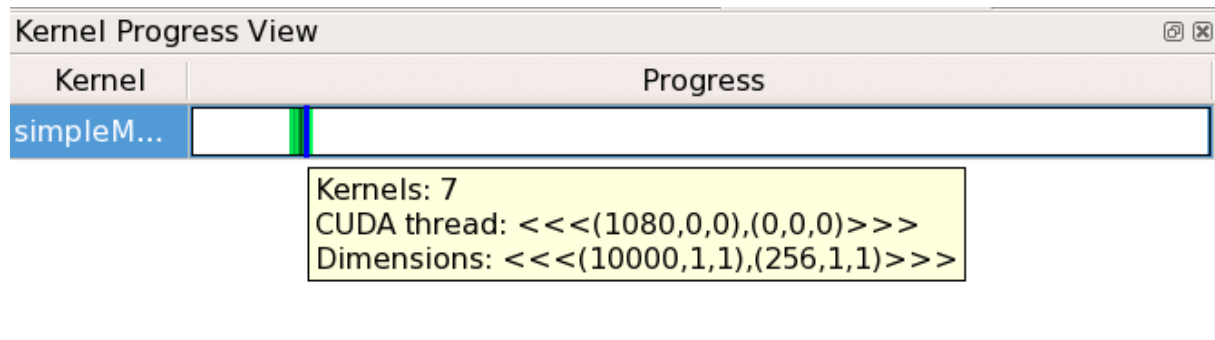 Kernel Progress View
Kernel Progress
simpleM...
Kernels: 7
CUDA thread: <<<(1080,0,0),(0,0,0)>>>
Dimensions: <<<(10000,1,1),(256,1,1)>>>